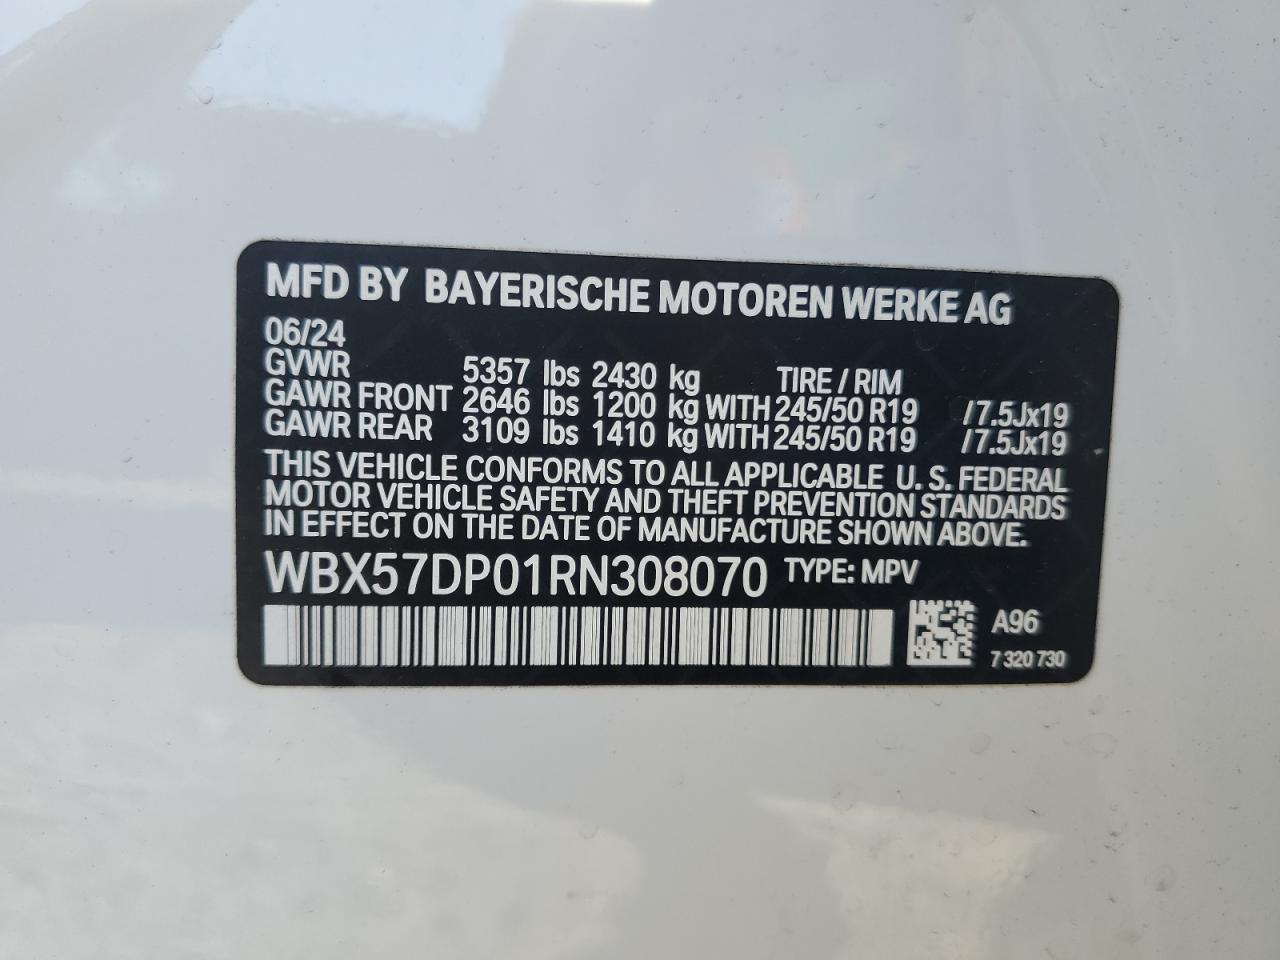 MFD BY BAYERISCHE MOTOREN WERKE AG
06/24
GVWR 5357 lbs 2430 kg TIRE / RIM
GAWR FRONT 2646 lbs 1200 kg WITH 245/50 R19 / 7.5Jx19
GAWR REAR 3109 lbs 1410 kg WITH 245/50 R19 / 7.5Jx19
THIS VEHICLE CONFORMS TO ALL APPLICABLE U. S. FEDERAL
MOTOR VEHICLE SAFETY AND THEFT PREVENTION STANDARDS
IN EFFECT ON THE DATE OF MANUFACTURE SHOWN ABOVE.
WBX57DP01RN308070 TYPE: MPV
A96
7 320 730